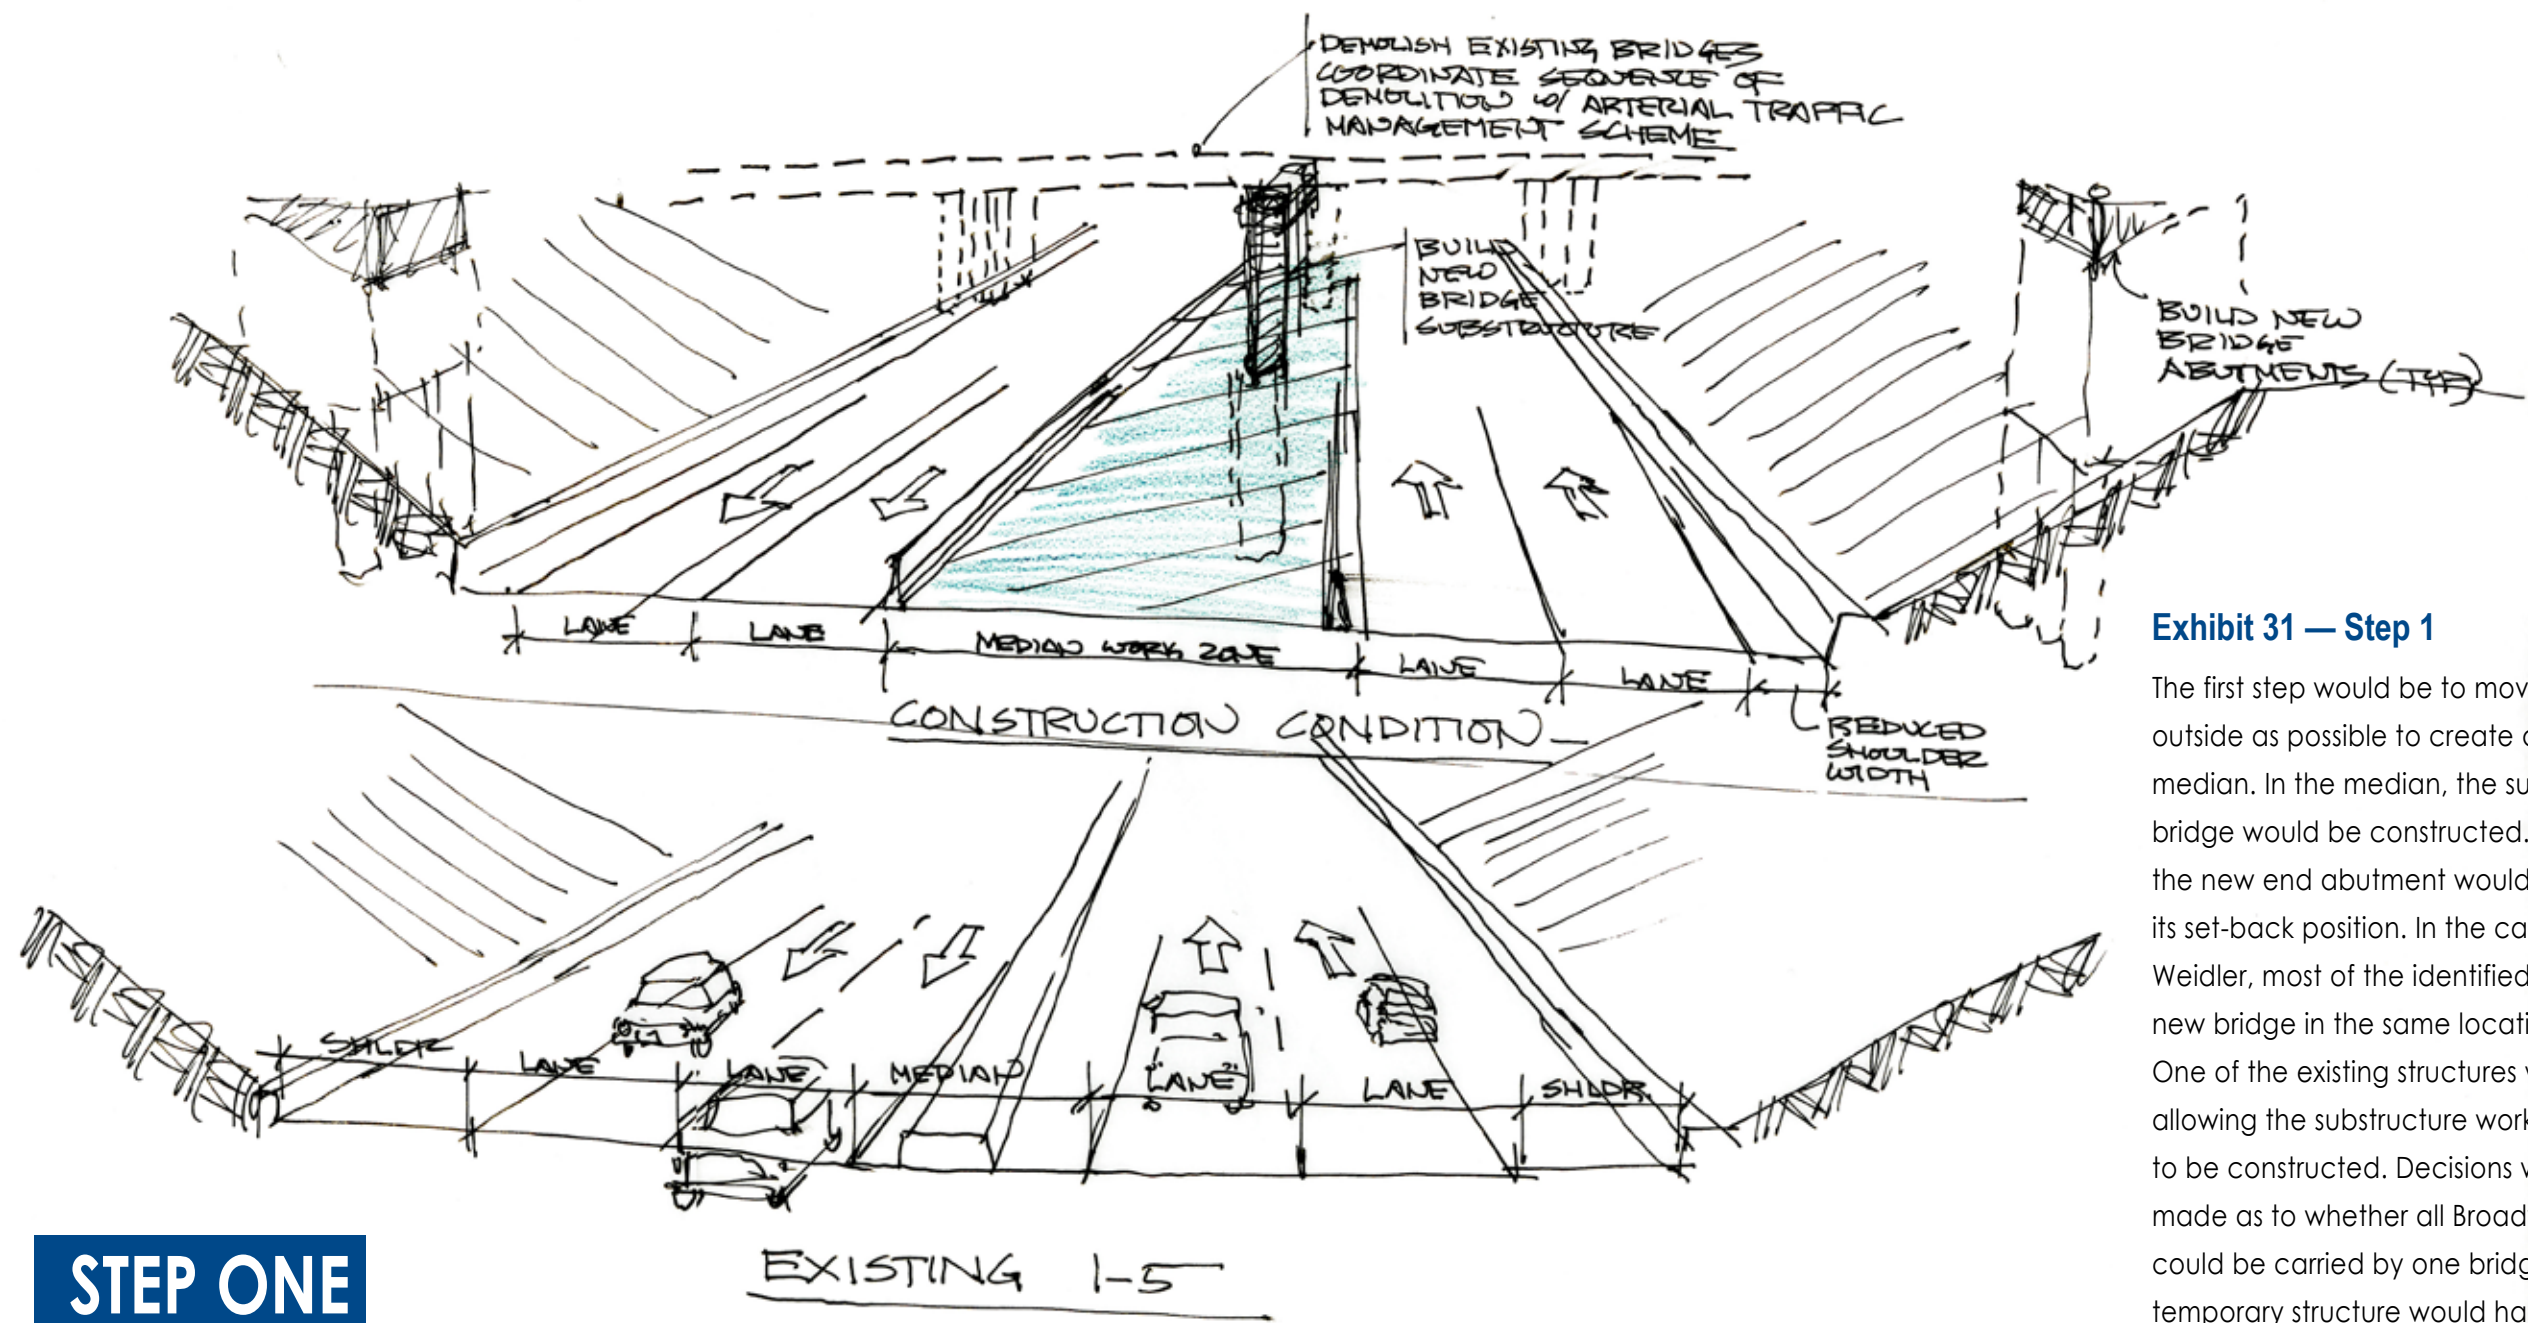 DEMOLISH EXISTING BRIDGES
COORDINATE SEQUENCE OF
DEMOLITION W/ ARTERIAL TRAFFIC
MANAGEMENT SCHEME
BUILD
NEW
BRIDGE
SUBSTRUCTURE
BUILD NEW
BRIDGE
ABUTMENTS (TYP)
LANE
LANE
MEDIAN WORK ZONE
LANE
LANE
REDUCED
SHOULDER
WIDTH
CONSTRUCTION CONDITION
SHLDR
LANE
LANE
MEDIAN
LANE
LANE
SHLDR.
EXISTING I-5
STEP ONE
Exhibit 31 — Step 1
The first step would be to mov
outside as possible to create a
median. In the median, the su
bridge would be constructed.
the new end abutment would
its set-back position. In the ca
Weidler, most of the identified
new bridge in the same locati
One of the existing structures w
allowing the substructure work
to be constructed. Decisions w
made as to whether all Broad
could be carried by one bridg
temporary structure would ha